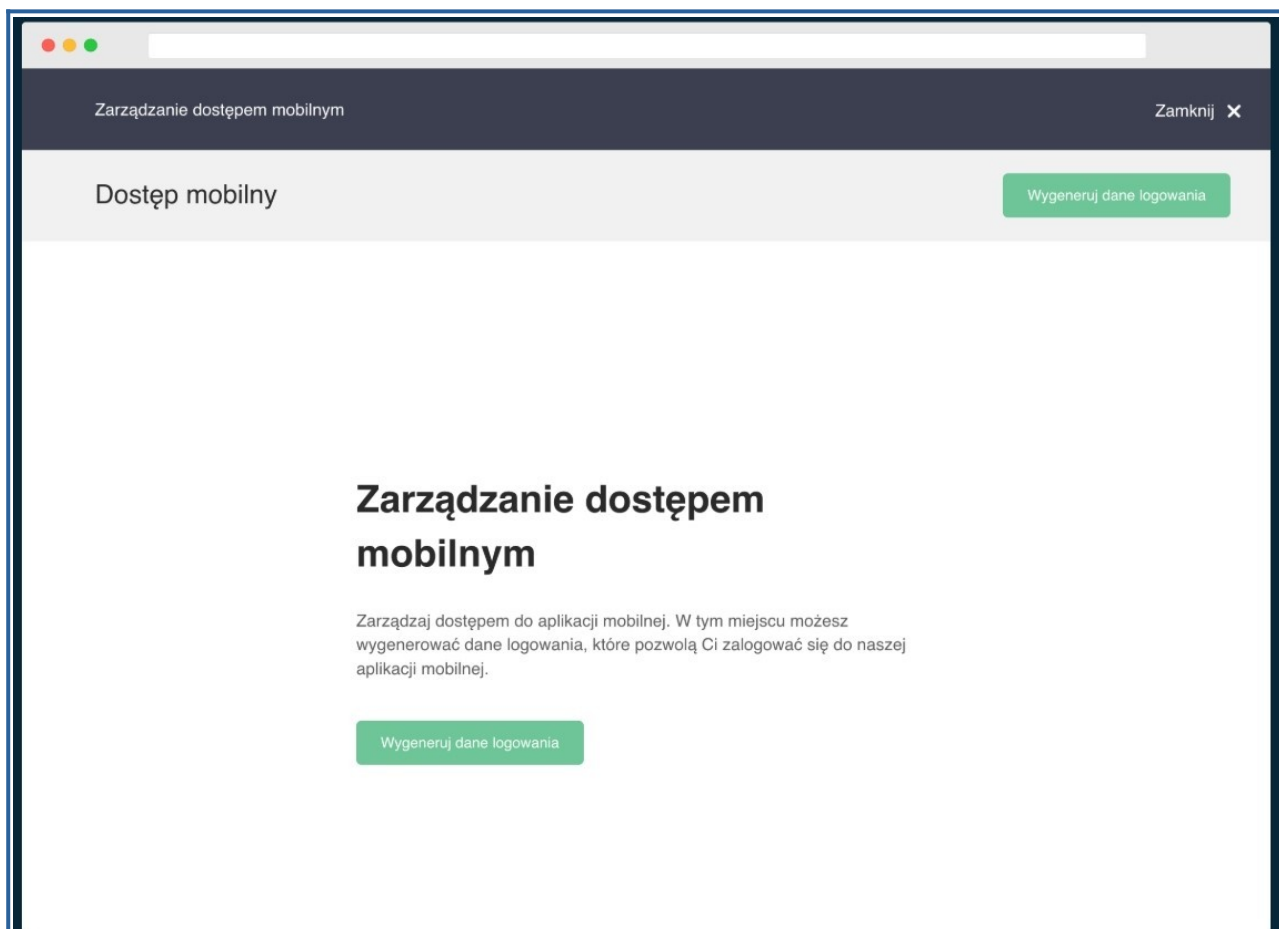 Zarządzanie dostępem mobilnym
Zamknij
Dostęp mobilny
Wygeneruj dane logowania
Zarządzanie dostępem
mobilnym
Zarządzaj dostępem do aplikacji mobilnej. W tym miejscu możesz
wygenerować dane logowania, które pozwolą Ci zalogować się do naszej
aplikacji mobilnej.
Wygeneruj dane logowania